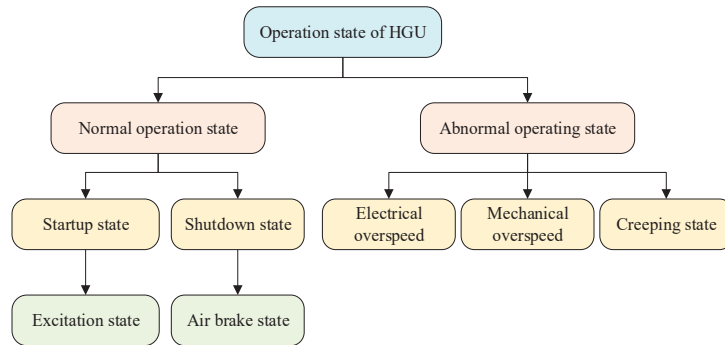 Operation state of HGU
Normal operation state
Abnormal operating state
Startup state
Shutdown state
Electrical
overspeed
Mechanical
overspeed
Creeping state
Excitation state
Air brake state